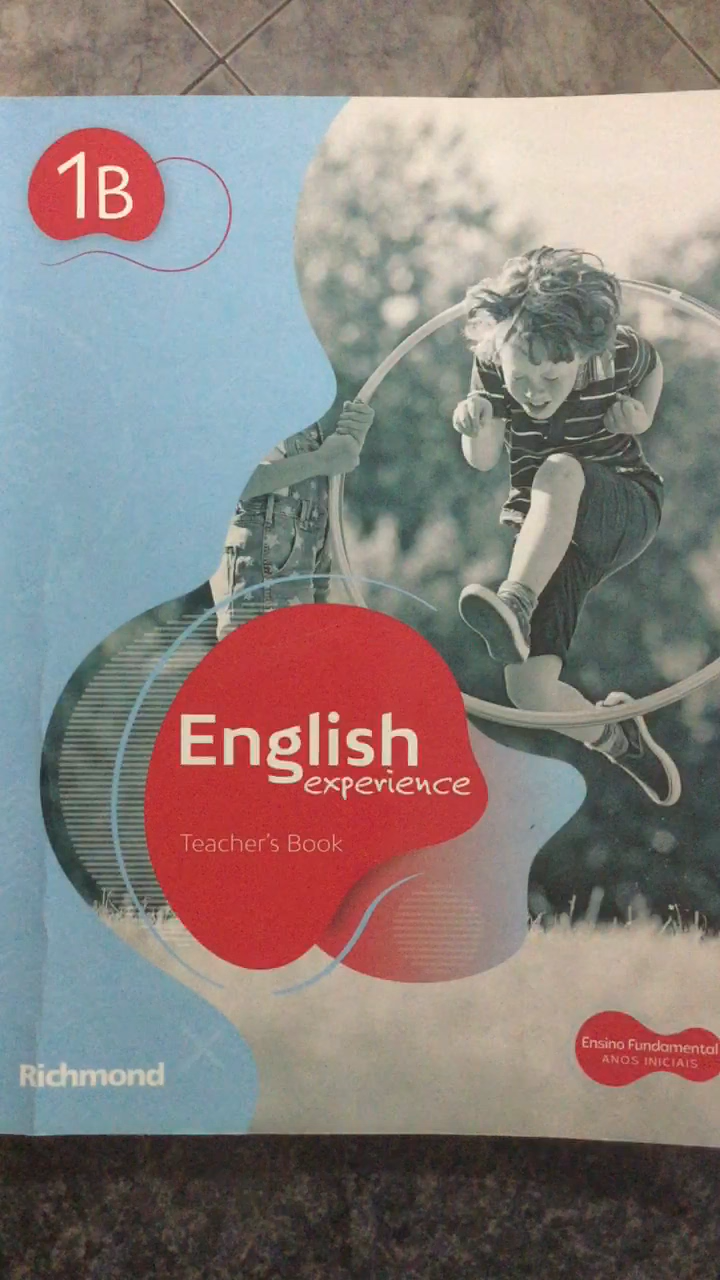 1B
English
experience
Teacher's Book
Ensino Fundamental
ANOS INICIAIS
Richmond